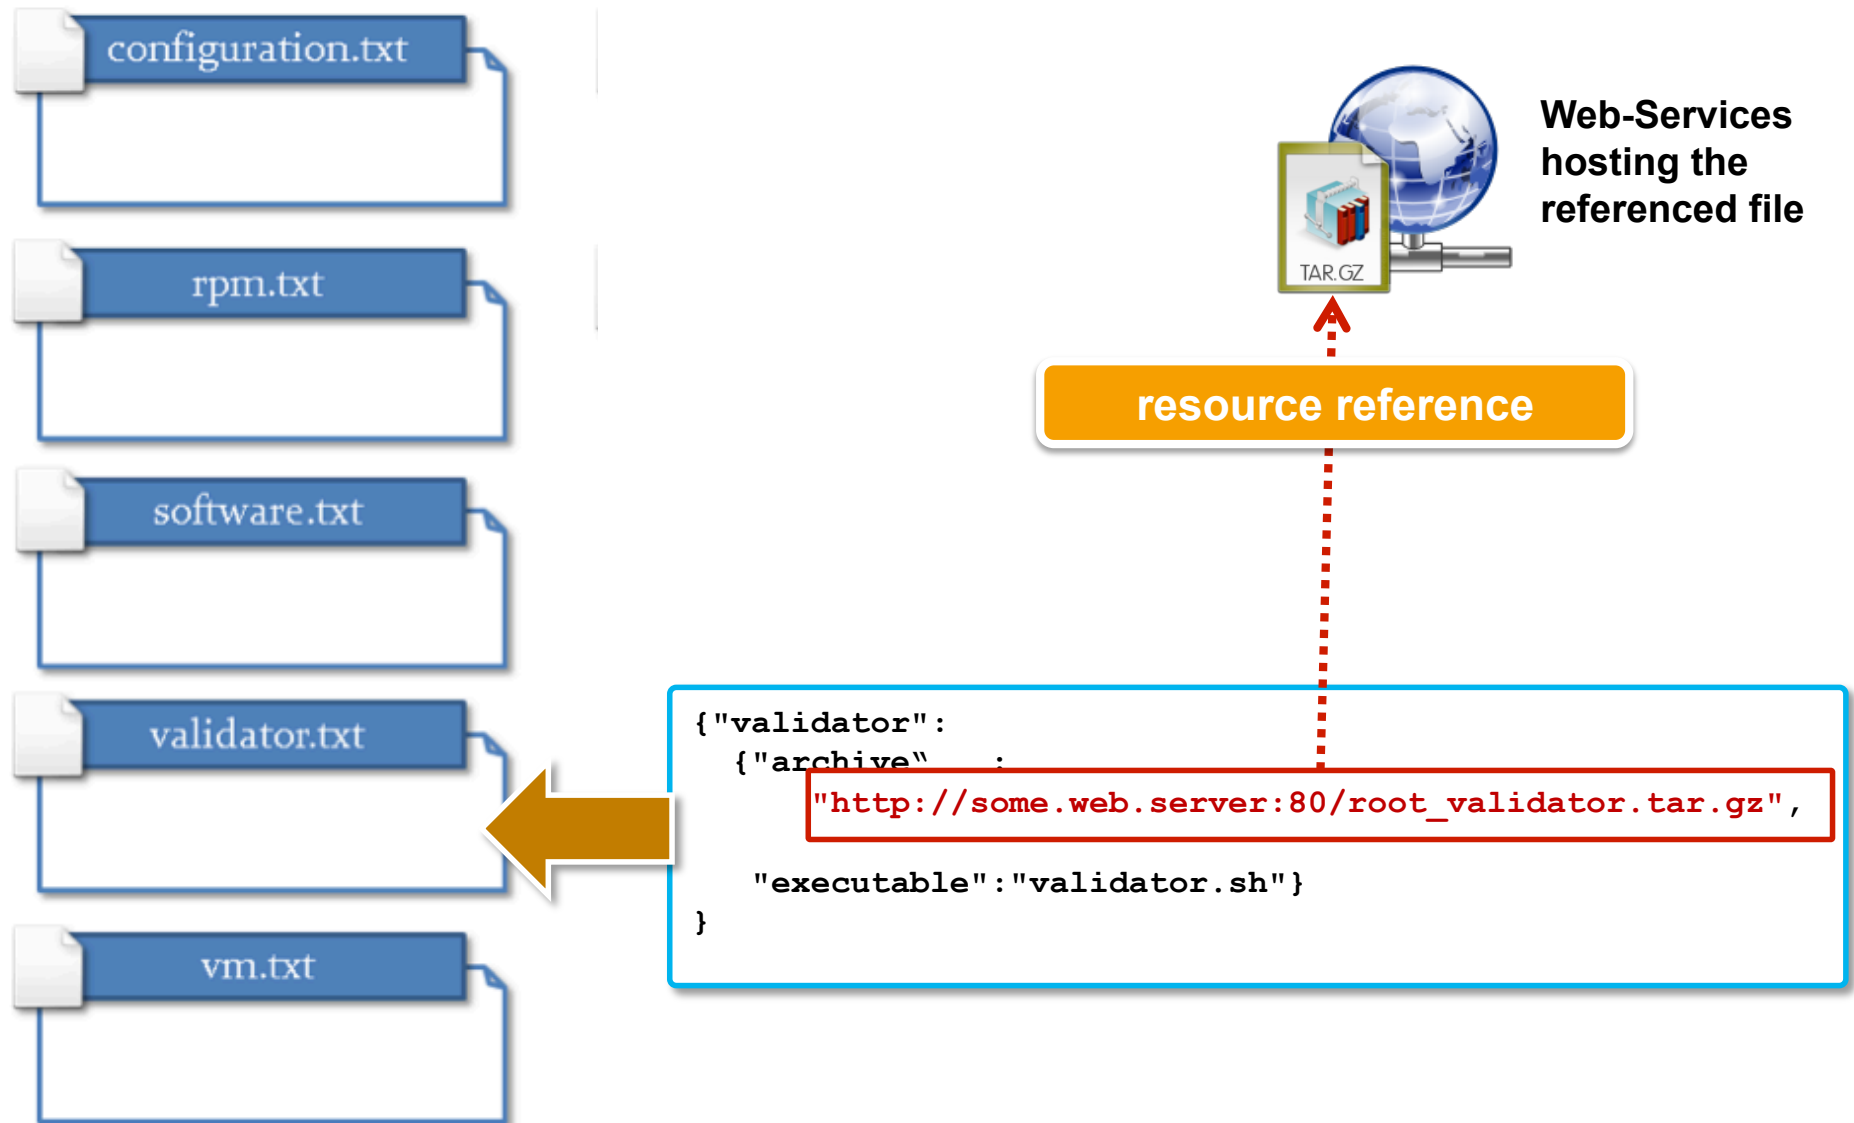 configuration.txt
rpm.txt
software.txt
validator.txt
vm.txt
Web-Services
hosting the
referenced file
TAR.GZ
resource reference
{"validator":
{"archive“ :
"http://some.web.server:80/root_validator.tar.gz",
"executable":"validator.sh"}
}